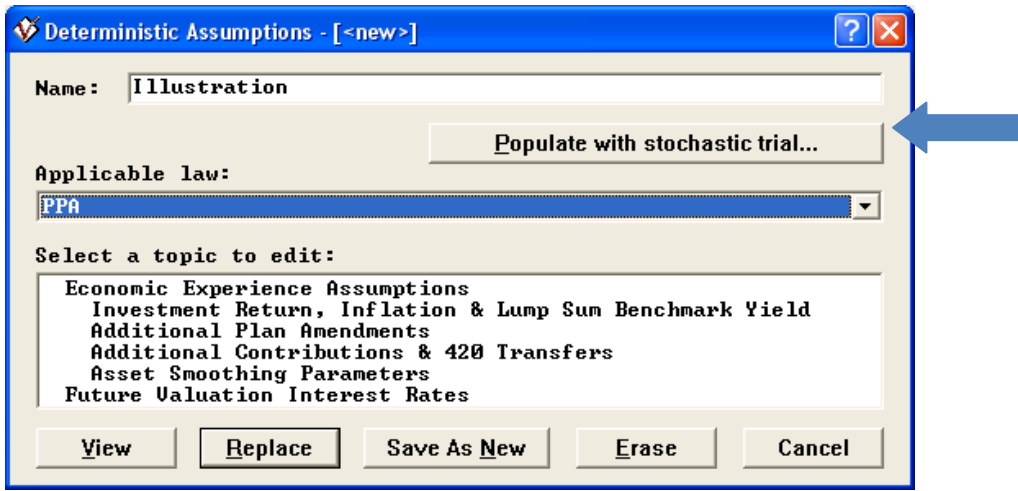 Deterministic Assumptions - [<new>]
Name: Illustration
Populate with stochastic trial...
Applicable law:
PPA
Select a topic to edit:
Economic Experience Assumptions
Investment Return, Inflation & Lump Sum Benchmark Yield
Additional Plan Amendments
Additional Contributions & 420 Transfers
Asset Smoothing Parameters
Future Valuation Interest Rates
View Replace Save As New Erase Cancel